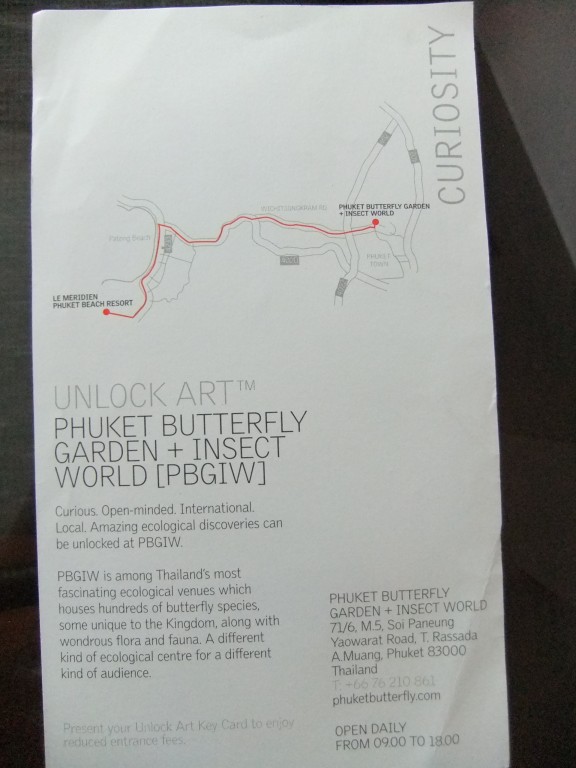 CURIOSITY
PHUKET BUTTERFLY GARDEN
+ INSECT WORLD
Patong Beach
PHUKET
TOWN
LE MERIDIEN
PHUKET BEACH RESORT
UNLOCK ART™
PHUKET BUTTERFLY
GARDEN + INSECT
WORLD [PBGIW]
Curious. Open-minded. International.
Local. Amazing ecological discoveries can
be unlocked at PBGIW.
PBGIW is among Thailand's most
fascinating ecological venues which
houses hundreds of butterfly species,
some unique to the Kingdom, along with
wondrous flora and fauna. A different
kind of ecological centre for a different
kind of audience.
Present your Unlock Art Key Card to enjoy
reduced entrance fees.
PHUKET BUTTERFLY
GARDEN + INSECT WORLD
71/6, M.5, Soi Paneung
Yaowarat Road, T. Rassada
A.Muang, Phuket 83000
Thailand
T: +66 76 210 861
phuketbutterfly.com
OPEN DAILY
FROM 09.00 TO 18.00